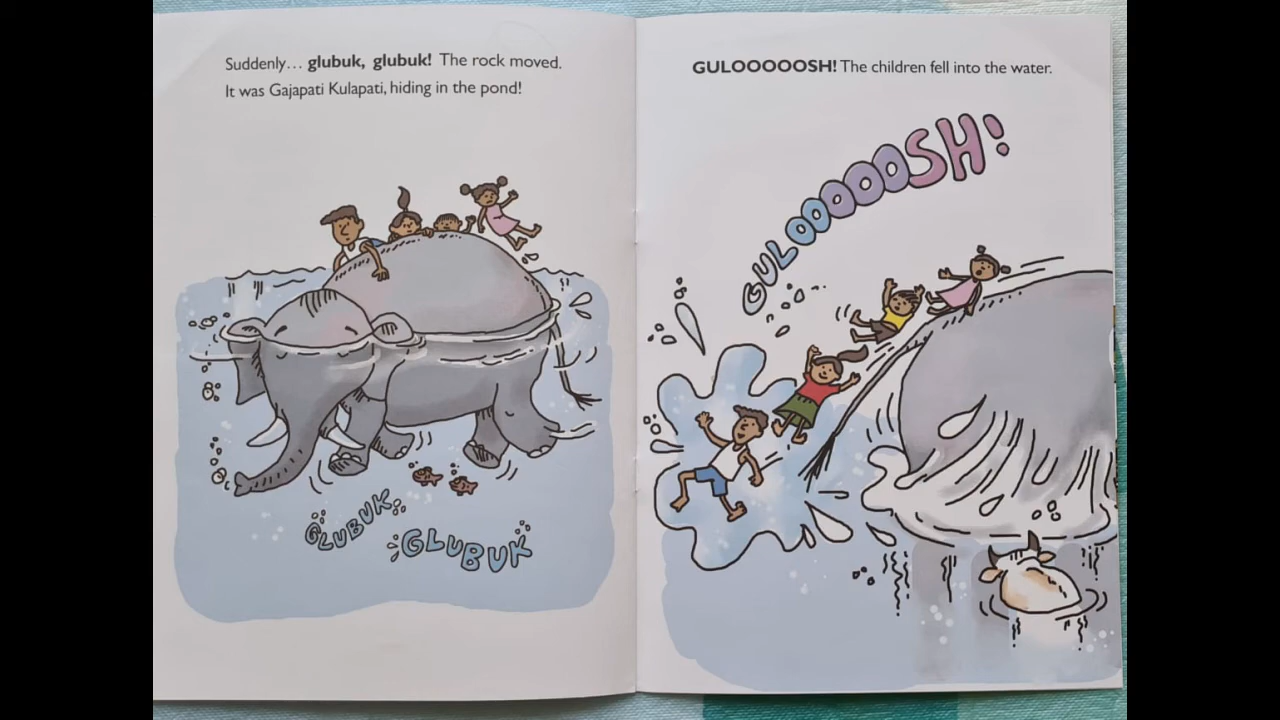 Suddenly... glubuk, glubuk! The rock moved.
It was Gajapati Kulapati, hiding in the pond!
GLUBUK
GLUBUK
GULOOOOOSH! The children fell into the water.
GULOOOOOSH!